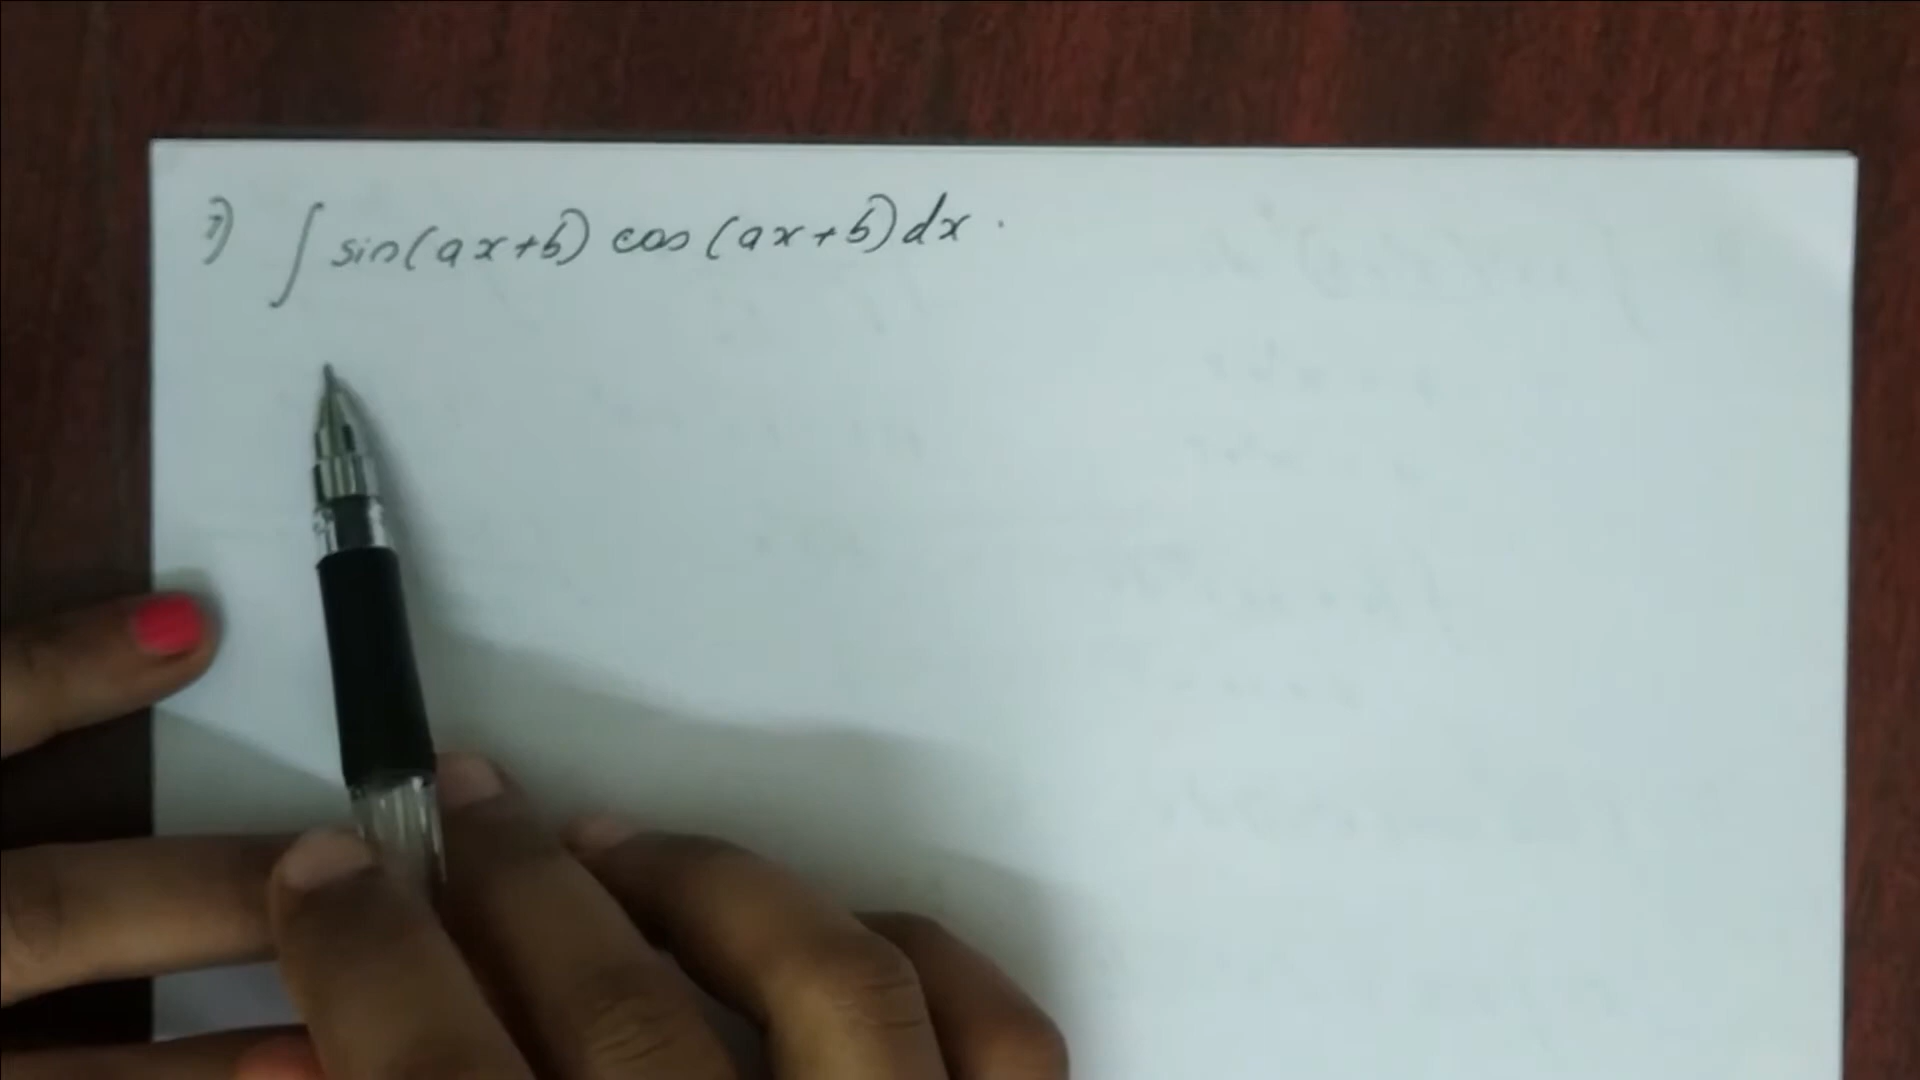 7) ∫ sin(ax+b) cos(ax+b)dx.